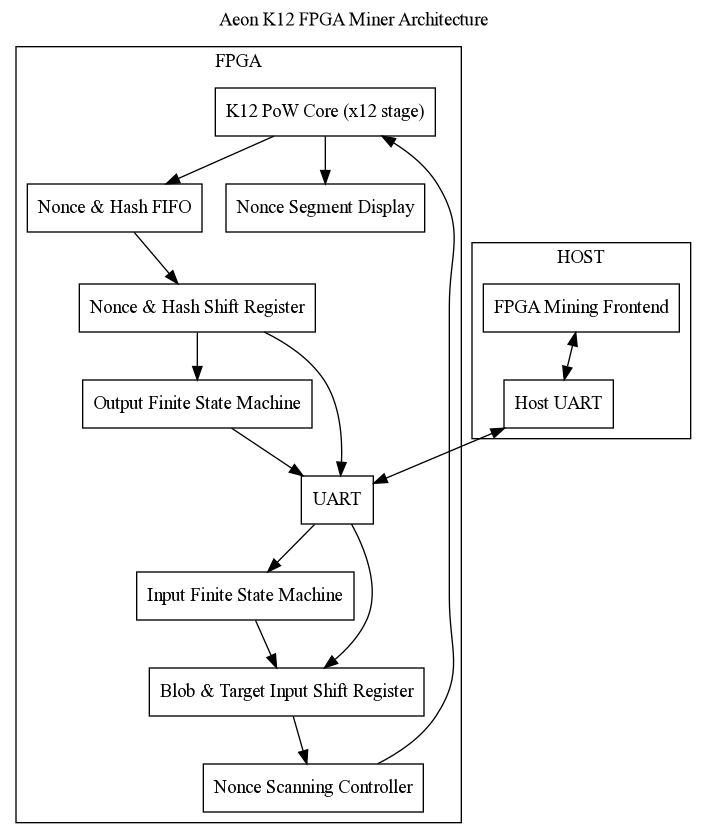 Aeon K12 FPGA Miner Architecture
FPGA
K12 PoW Core (x12 stage)
Nonce & Hash FIFO
Nonce Segment Display
Nonce & Hash Shift Register
Output Finite State Machine
UART
Input Finite State Machine
Blob & Target Input Shift Register
Nonce Scanning Controller
HOST
FPGA Mining Frontend
Host UART